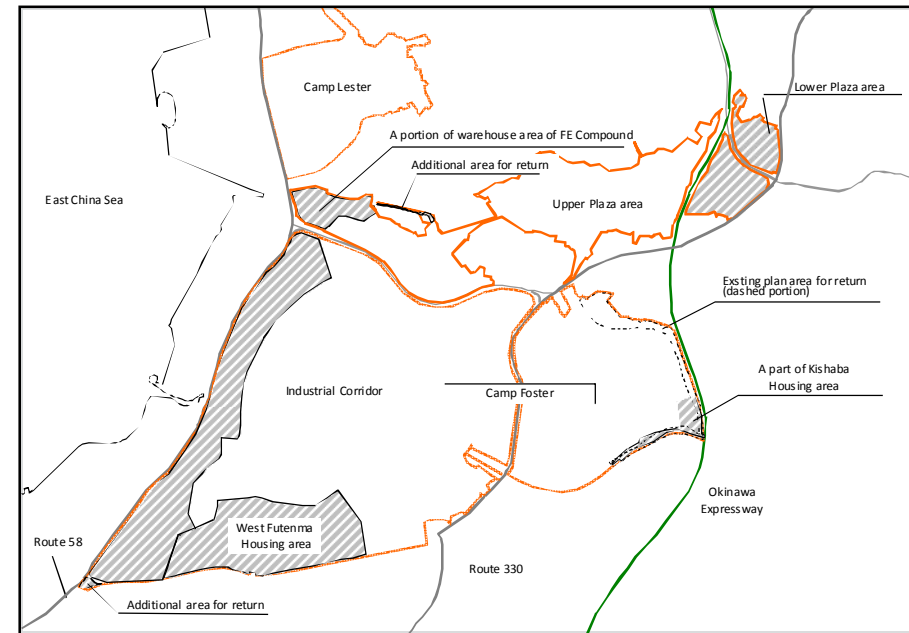 Camp Lester
Lower Plaza area
A portion of warehouse area of FE Compound
Additional area for return
East China Sea
Upper Plaza area
Exsting plan area for return
(dashed portion)
A part of Kishaba
Housing area
Industrial Corridor
Camp Foster
Okinawa
Expressway
West Futenma
Housing area
Route 58
Route 330
Additional area for return